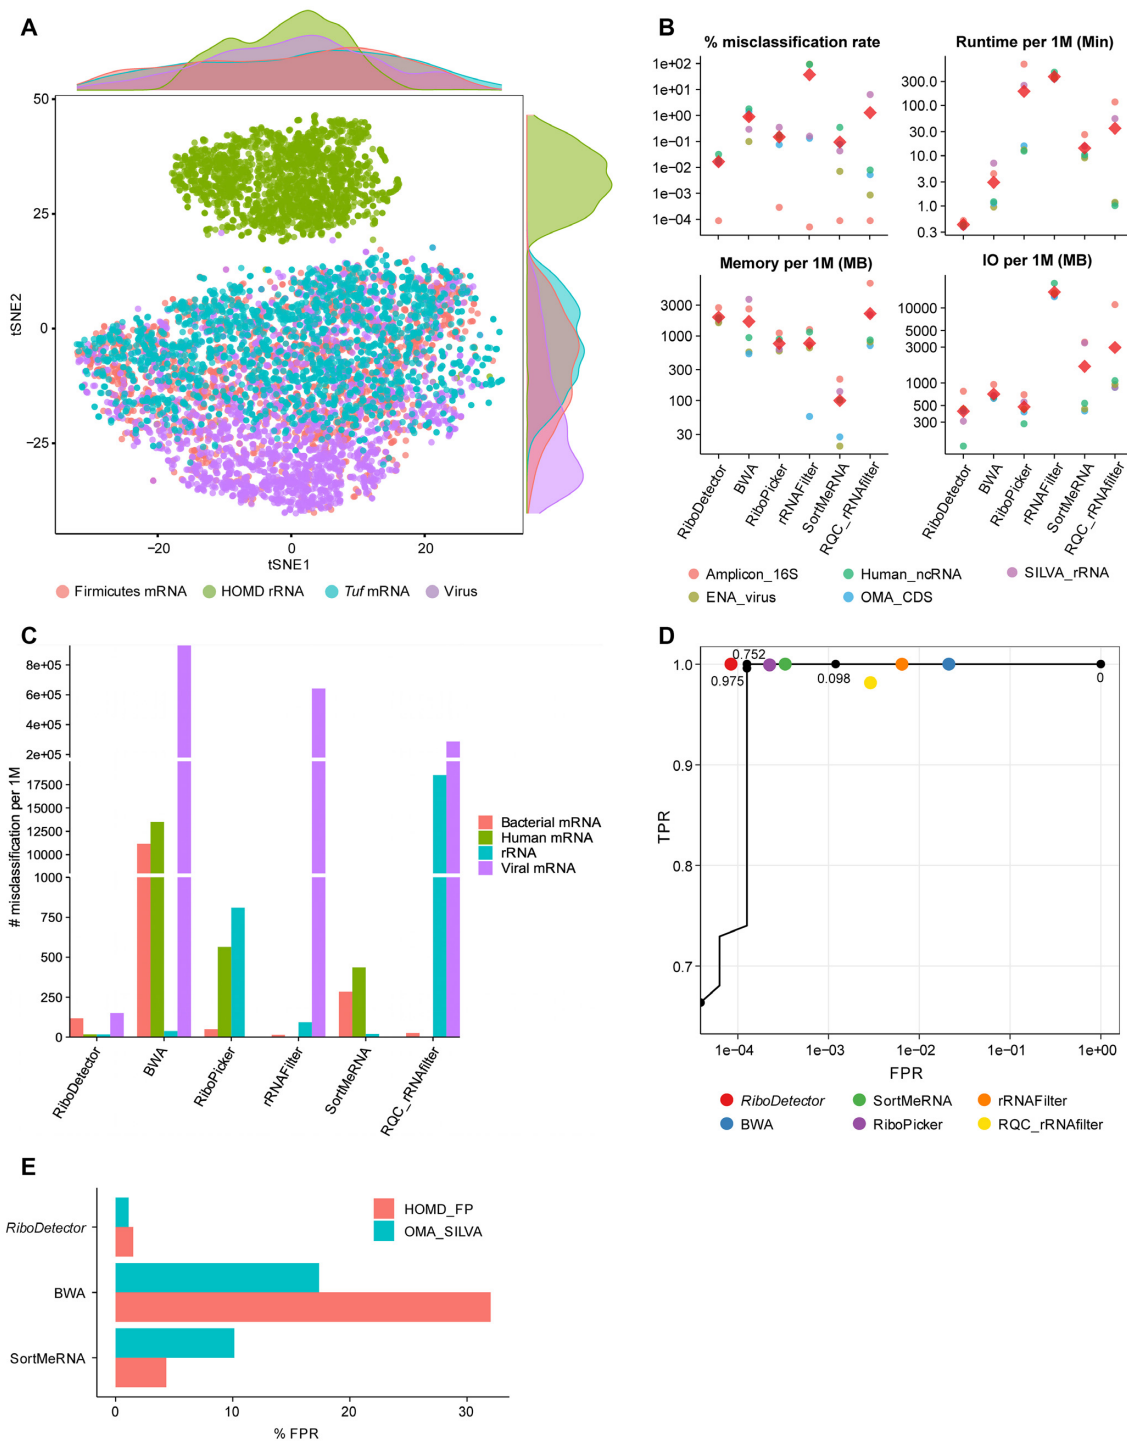 A
50
25
0
−25
tSNE2
−20
0
20
tSNE1
Firmicutes mRNA
HOMD rRNA
Tuf mRNA
Virus
B
% misclassification rate
1e+02
1e+01
1e+00
1e−01
1e−02
1e−03
1e−04
Runtime per 1M (Min)
300.0
100.0
30.0
10.0
3.0
1.0
0.3
Memory per 1M (MB)
3000
1000
300
100
30
RiboDetector
BWA
RiboPicker
rRNAFilter
SortMeRNA
RQC_rRNAfilter
IO per 1M (MB)
10000
5000
3000
1000
500
300
RiboDetector
BWA
RiboPicker
rRNAFilter
SortMeRNA
RQC_rRNAfilter
Amplicon_16S
Human_ncRNA
SILVA_rRNA
ENA_virus
OMA_CDS
C
8e+05
6e+05
4e+05
2e+05
17500
15000
12500
10000
1000
750
500
250
0
# misclassification per 1M
RiboDetector
BWA
RiboPicker
rRNAFilter
SortMeRNA
RQC_rRNAfilter
Bacterial mRNA
Human mRNA
rRNA
Viral mRNA
D
1.0
0.9
0.8
0.7
TPR
0.752
0.975
0.098
0
1e−04
1e−03
1e−02
1e−01
1e+00
FPR
RiboDetector
SortMeRNA
rRNAFilter
BWA
RiboPicker
RQC_rRNAfilter
E
RiboDetector
BWA
SortMeRNA
HOMD_FP
OMA_SILVA
0
10
20
30
% FPR